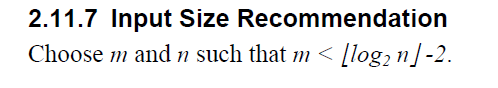 2.11.7 Input Size Recommendation
Choose m and n such that m < ⌊log₂ n⌋-2.